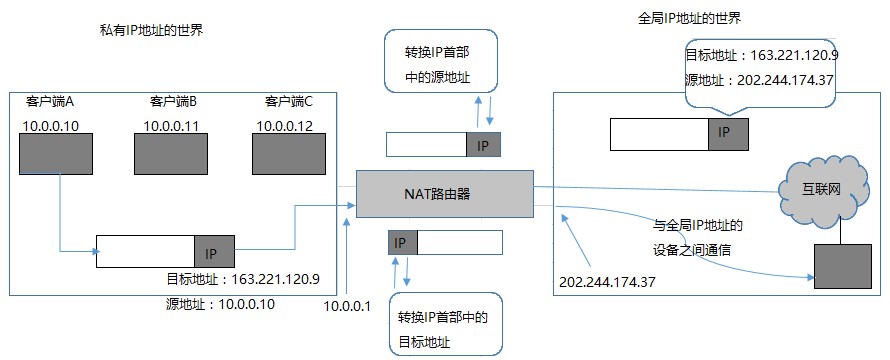 私有IP地址的世界
全局IP地址的世界
转换IP首部
中的源地址
目标地址：163.221.120.9
源地址：202.244.174.37
客户端A
10.0.0.10
客户端B
10.0.0.11
客户端C
10.0.0.12
IP
IP
NAT路由器
互联网
IP
IP
与全局IP地址的
设备之间通信
目标地址：163.221.120.9
源地址：10.0.0.10
10.0.0.1
202.244.174.37
转换IP首部中的
目标地址